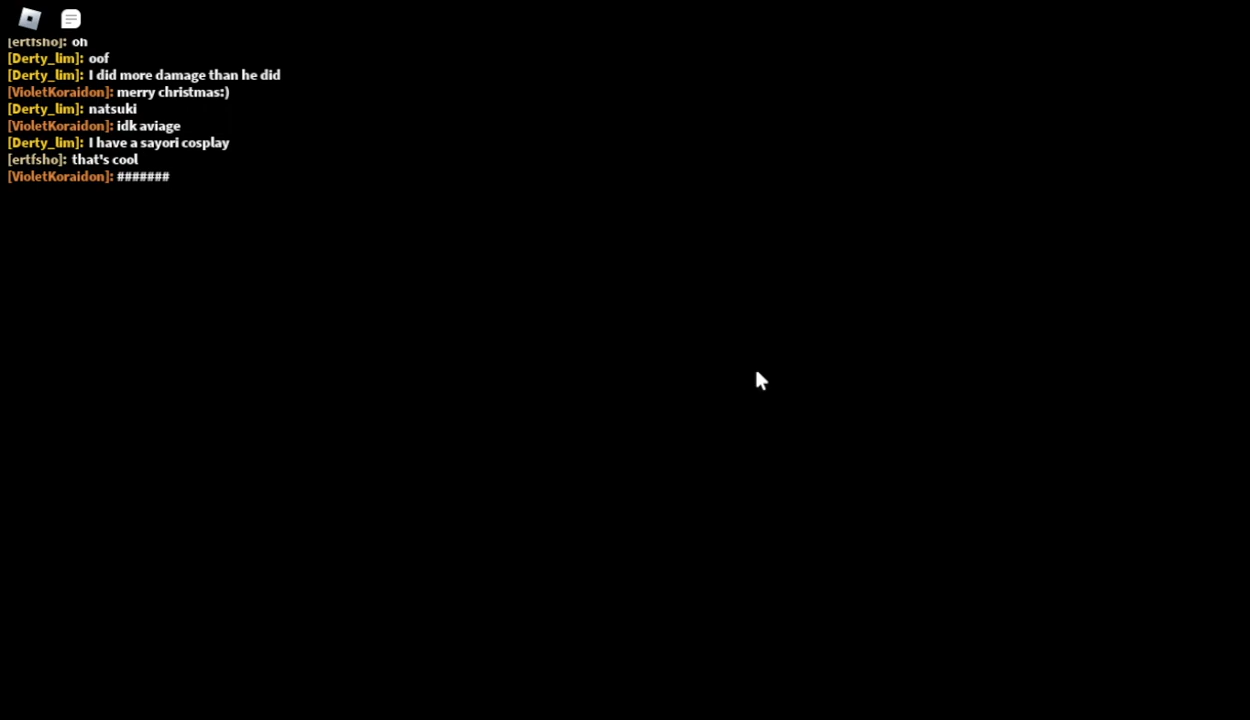 [ertfsho]: oh
[Derty_lim]: oof
[Derty_lim]: I did more damage than he did
[VioletKoraidon]: merry christmas:)
[Derty_lim]: natsuki
[VioletKoraidon]: idk aviage
[Derty_lim]: I have a sayori cosplay
[ertfsho]: that's cool
[VioletKoraidon]: #######